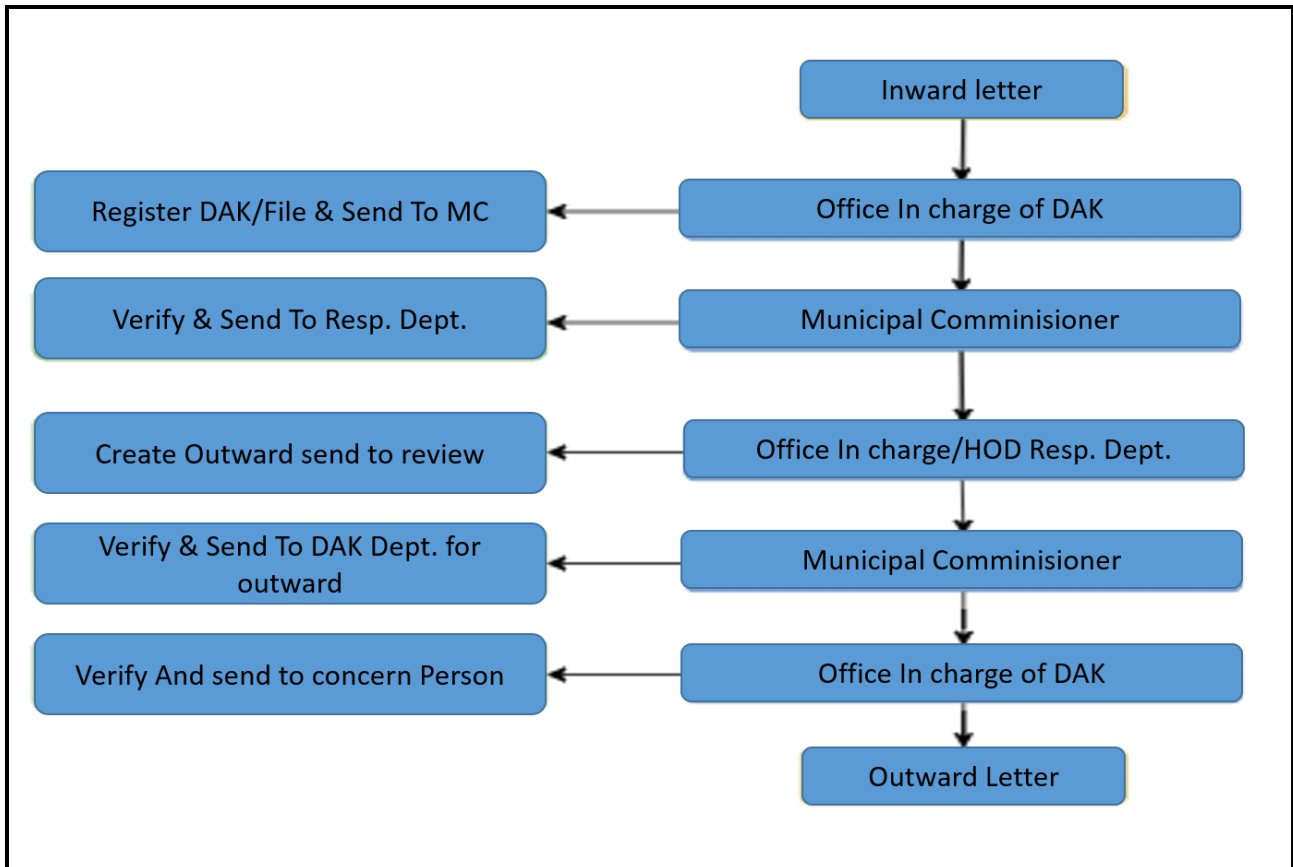 Inward letter
Register DAK/File & Send To MC
Office In charge of DAK
Verify & Send To Resp. Dept.
Municipal Comminisioner
Create Outward send to review
Office In charge/HOD Resp. Dept.
Verify & Send To DAK Dept. for
outward
Municipal Comminisioner
Verify And send to concern Person
Office In charge of DAK
Outward Letter